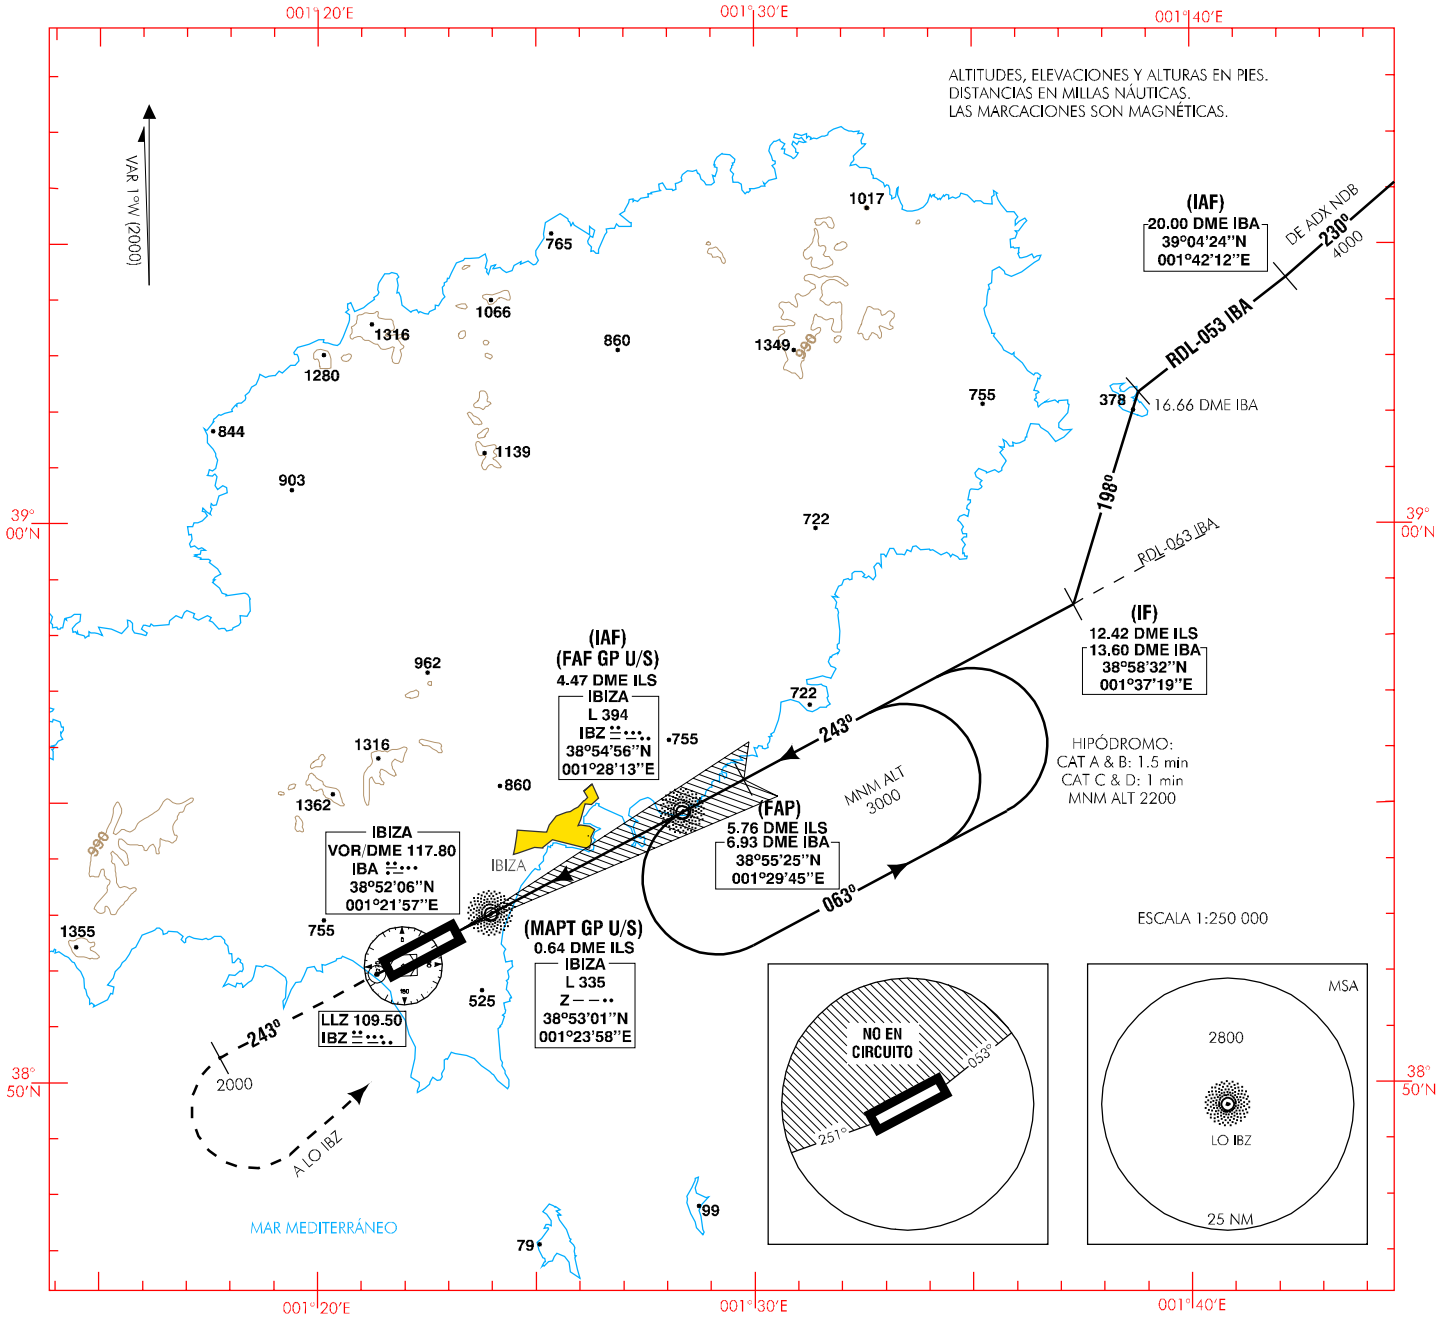 001°20'E
001°30'E
001°40'E
ALTITUDES, ELEVACIONES Y ALTURAS EN PIES.
DISTANCIAS EN MILLAS NÁUTICAS.
LAS MARCACIONES SON MAGNÉTICAS.
VAR 1°W (2000)
(IAF)
20.00 DME IBA
39°04'24''N
001°42'12''E
DE ADX NDB
230°
4000
RDL-053 IBA
16.66 DME IBA
378
198°
RDL-063 IBA
1017
765
1066
1316
1280
860
1349
990
755
844
1139
903
722
39°
00'N
39°
00'N
(IF)
12.42 DME ILS
13.60 DME IBA
38°58'32''N
001°37'19''E
(IAF)
(FAF GP U/S)
4.47 DME ILS
IBIZA
L 394
IBZ
38°54'56''N
001°28'13''E
962
722
755
243°
1316
860
1362
990
HIPÓDROMO:
CAT A & B: 1.5 min
CAT C & D: 1 min
MNM ALT 2200
MNM ALT
3000
(FAP)
5.76 DME ILS
6.93 DME IBA
38°55'25''N
001°29'45''E
063°
IBIZA
VOR/DME 117.80
IBA
38°52'06''N
001°21'57''E
IBIZA
755
1355
(MAPT GP U/S)
0.64 DME ILS
IBIZA
L 335
Z
38°53'01''N
001°23'58''E
525
LLZ 109.50
IBZ
243°
2000
A LO IBZ
ESCALA 1:250 000
NO EN
CIRCUITO
053°
251°
MSA
2800
LO IBZ
25 NM
38°
50'N
38°
50'N
99
79
MAR MEDITERRÁNEO
001°20'E
001°30'E
001°40'E